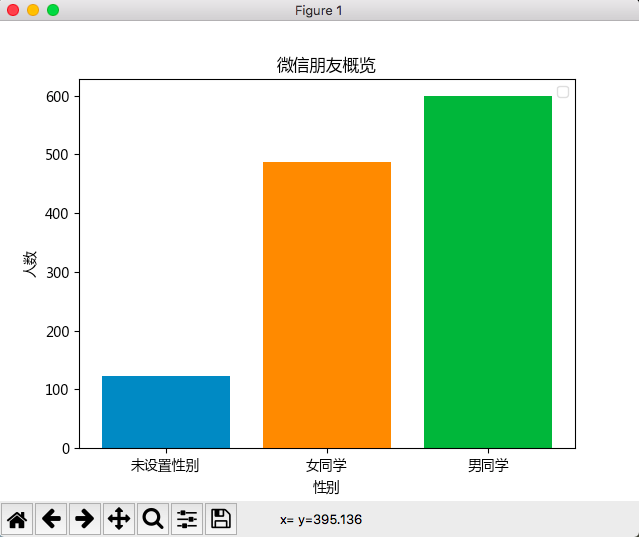 Figure 1
微信朋友概览
600
500
400
300
200
100
0
人数
未设置性别 女同学 男同学
性别
x= y=395.136